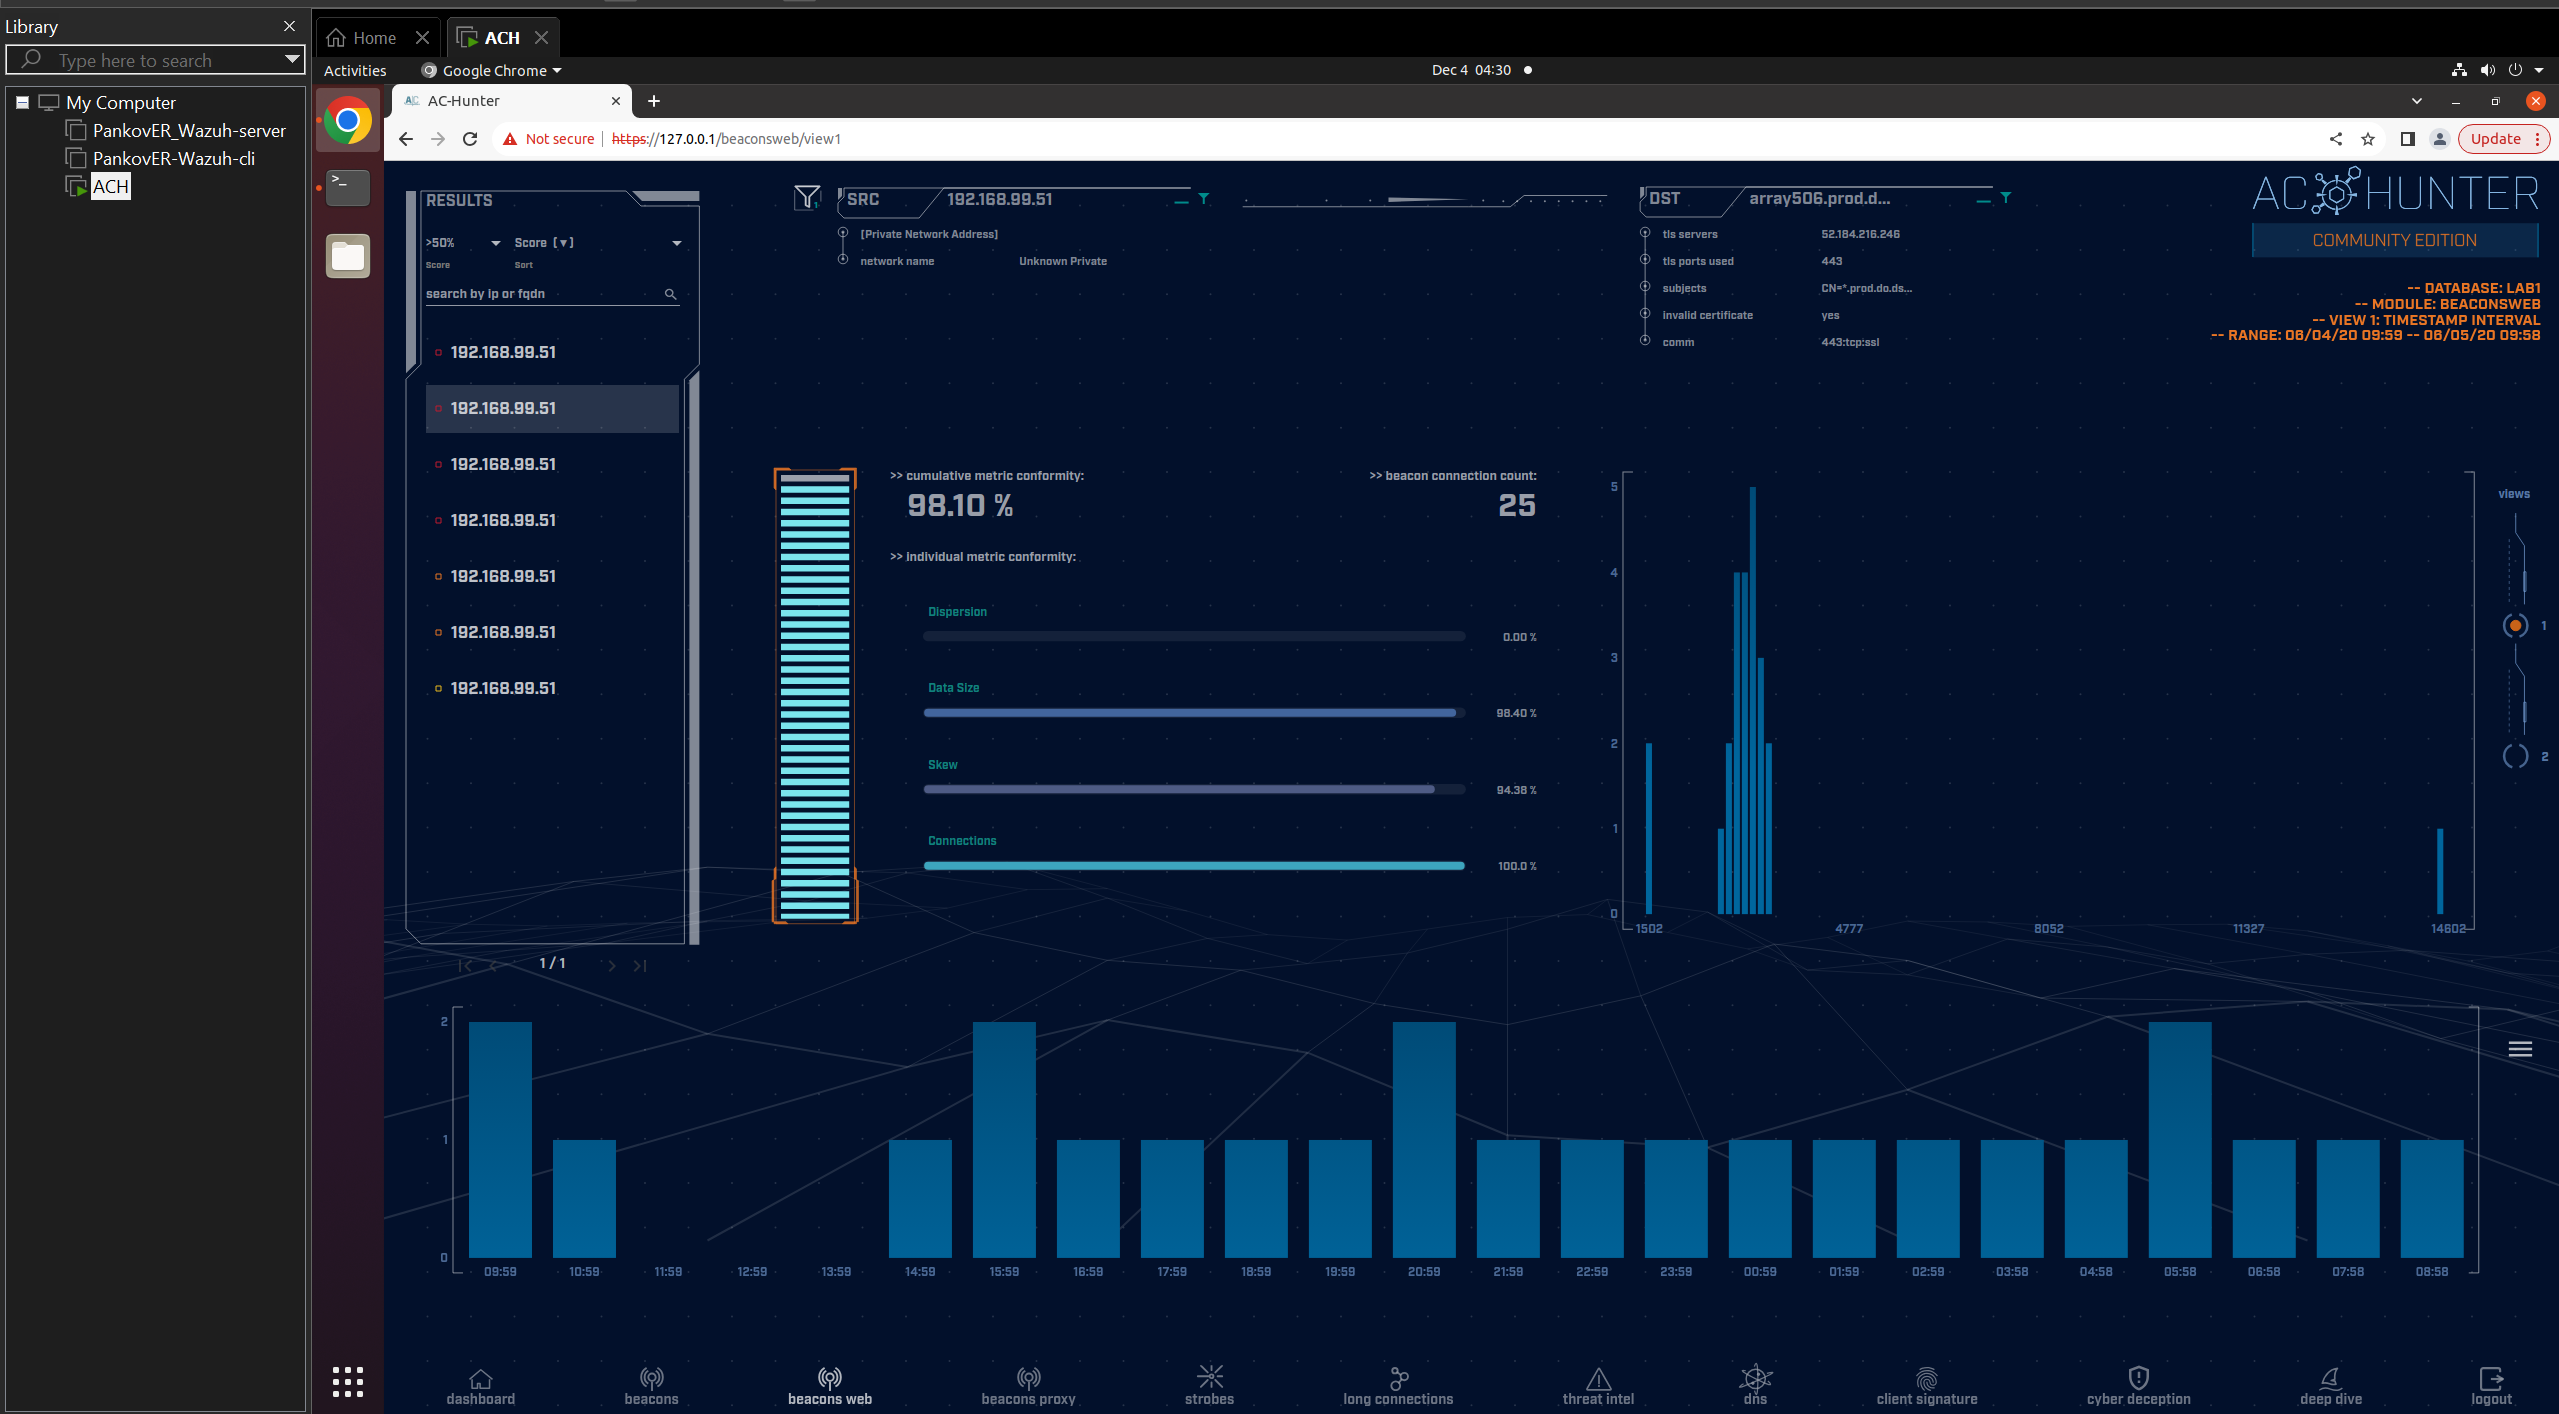 Library
Type here to search
My Computer
PankovER_Wazuh-server
PankovER-Wazuh-cli
ACH
Home
ACH
Activities
Google Chrome
Dec 4 04:30
AC-Hunter
Not secure
https://127.0.0.1/beaconsweb/view1
Update
RESULTS
>50%
Score [▼]
Score
Sort
search by ip or fqdn
192.168.99.51
192.168.99.51
192.168.99.51
192.168.99.51
192.168.99.51
192.168.99.51
192.168.99.51
1 / 1
SRC
192.168.99.51
[Private Network Address]
network name
Unknown Private
DST
array506.prod.d...
tls servers
52.184.216.246
tls ports used
443
subjects
CN=*.prod.do.ds...
invalid certificate
yes
comm
443:tcp:ssl
AC HUNTER
COMMUNITY EDITION
-- DATABASE: LAB1
-- MODULE: BEACONSWEB
-- VIEW 1: TIMESTAMP INTERVAL
-- RANGE: 06/04/20 09:59 -- 06/05/20 09:58
>> cumulative metric conformity:
98.10 %
>> beacon connection count:
25
>> individual metric conformity:
Dispersion
0.00 %
Data Size
98.40 %
Skew
94.38 %
Connections
100.0 %
5
4
3
2
1
0
1502
4777
8052
11327
14602
views
1
2
2
1
0
09:59
10:59
11:59
12:59
13:59
14:59
15:59
16:59
17:59
18:59
19:59
20:59
21:59
22:59
23:59
00:59
01:59
02:59
03:58
04:58
05:58
06:58
07:58
08:58
dashboard
beacons
beacons web
beacons proxy
strobes
long connections
threat intel
dns
client signature
cyber deception
deep dive
logout